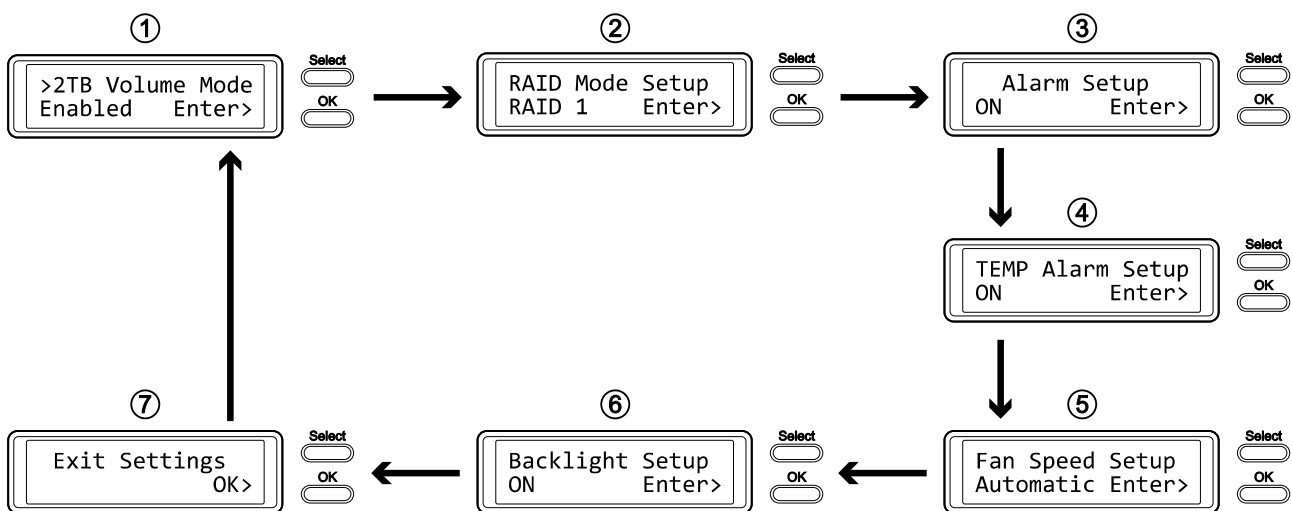 ①
>2TB Volume Mode
Enabled Enter>
Select
OK
②
RAID Mode Setup
RAID 1 Enter>
Select
OK
③
Alarm Setup
ON Enter>
Select
OK
④
TEMP Alarm Setup
ON Enter>
Select
OK
⑤
Fan Speed Setup
Automatic Enter>
Select
OK
⑥
Backlight Setup
ON Enter>
Select
OK
⑦
Exit Settings
OK>
Select
OK